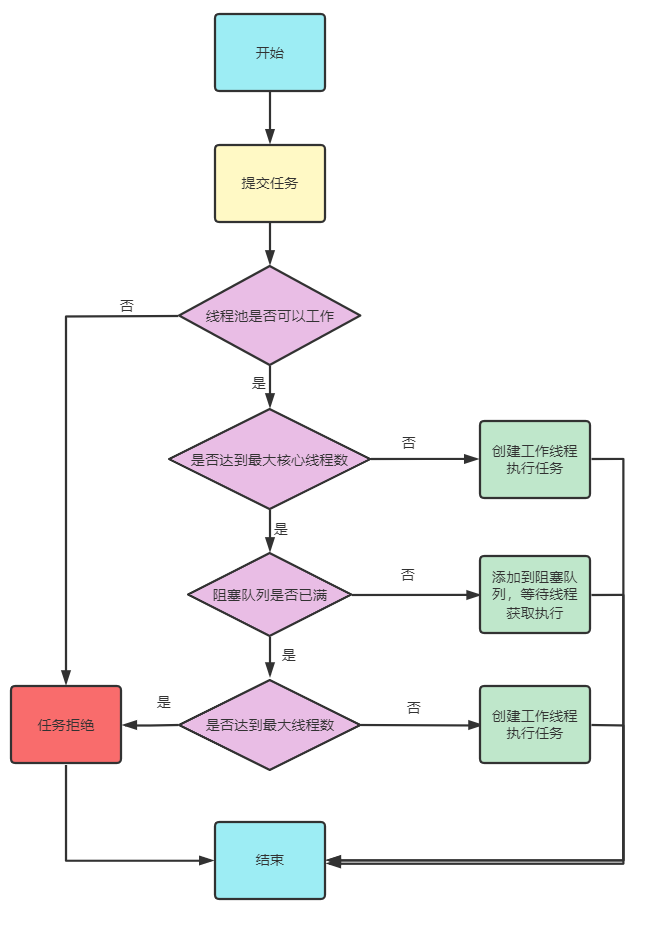 开始
提交任务
否
线程池是否可以工作
是
是否达到最大核心线程数
否
创建工作线程
执行任务
是
阻塞队列是否已满
否
添加到阻塞队
列，等待线程
获取执行
是
任务拒绝
是
是否达到最大线程数
否
创建工作线程
执行任务
结束